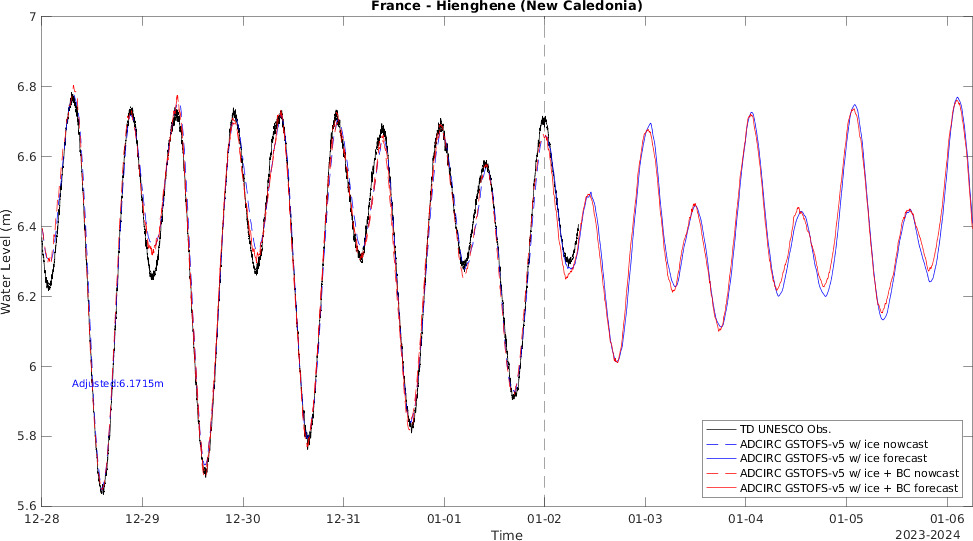 France - Hienghene (New Caledonia)
7
6.8
6.6
6.4
6.2
6
5.8
5.6
Water Level (m)
Adjusted:6.1715m
TD UNESCO Obs.
ADCIRC GSTOFS-v5 w/ ice nowcast
ADCIRC GSTOFS-v5 w/ ice forecast
ADCIRC GSTOFS-v5 w/ ice + BC nowcast
ADCIRC GSTOFS-v5 w/ ice + BC forecast
12-28 12-29 12-30 12-31 01-01 01-02 01-03 01-04 01-05 01-06
Time
2023-2024